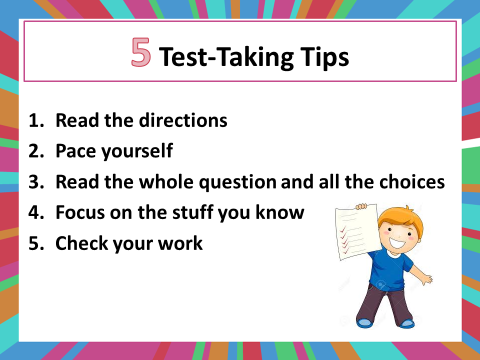 5 Test-Taking Tips
1. Read the directions
2. Pace yourself
3. Read the whole question and all the choices
4. Focus on the stuff you know
5. Check your work